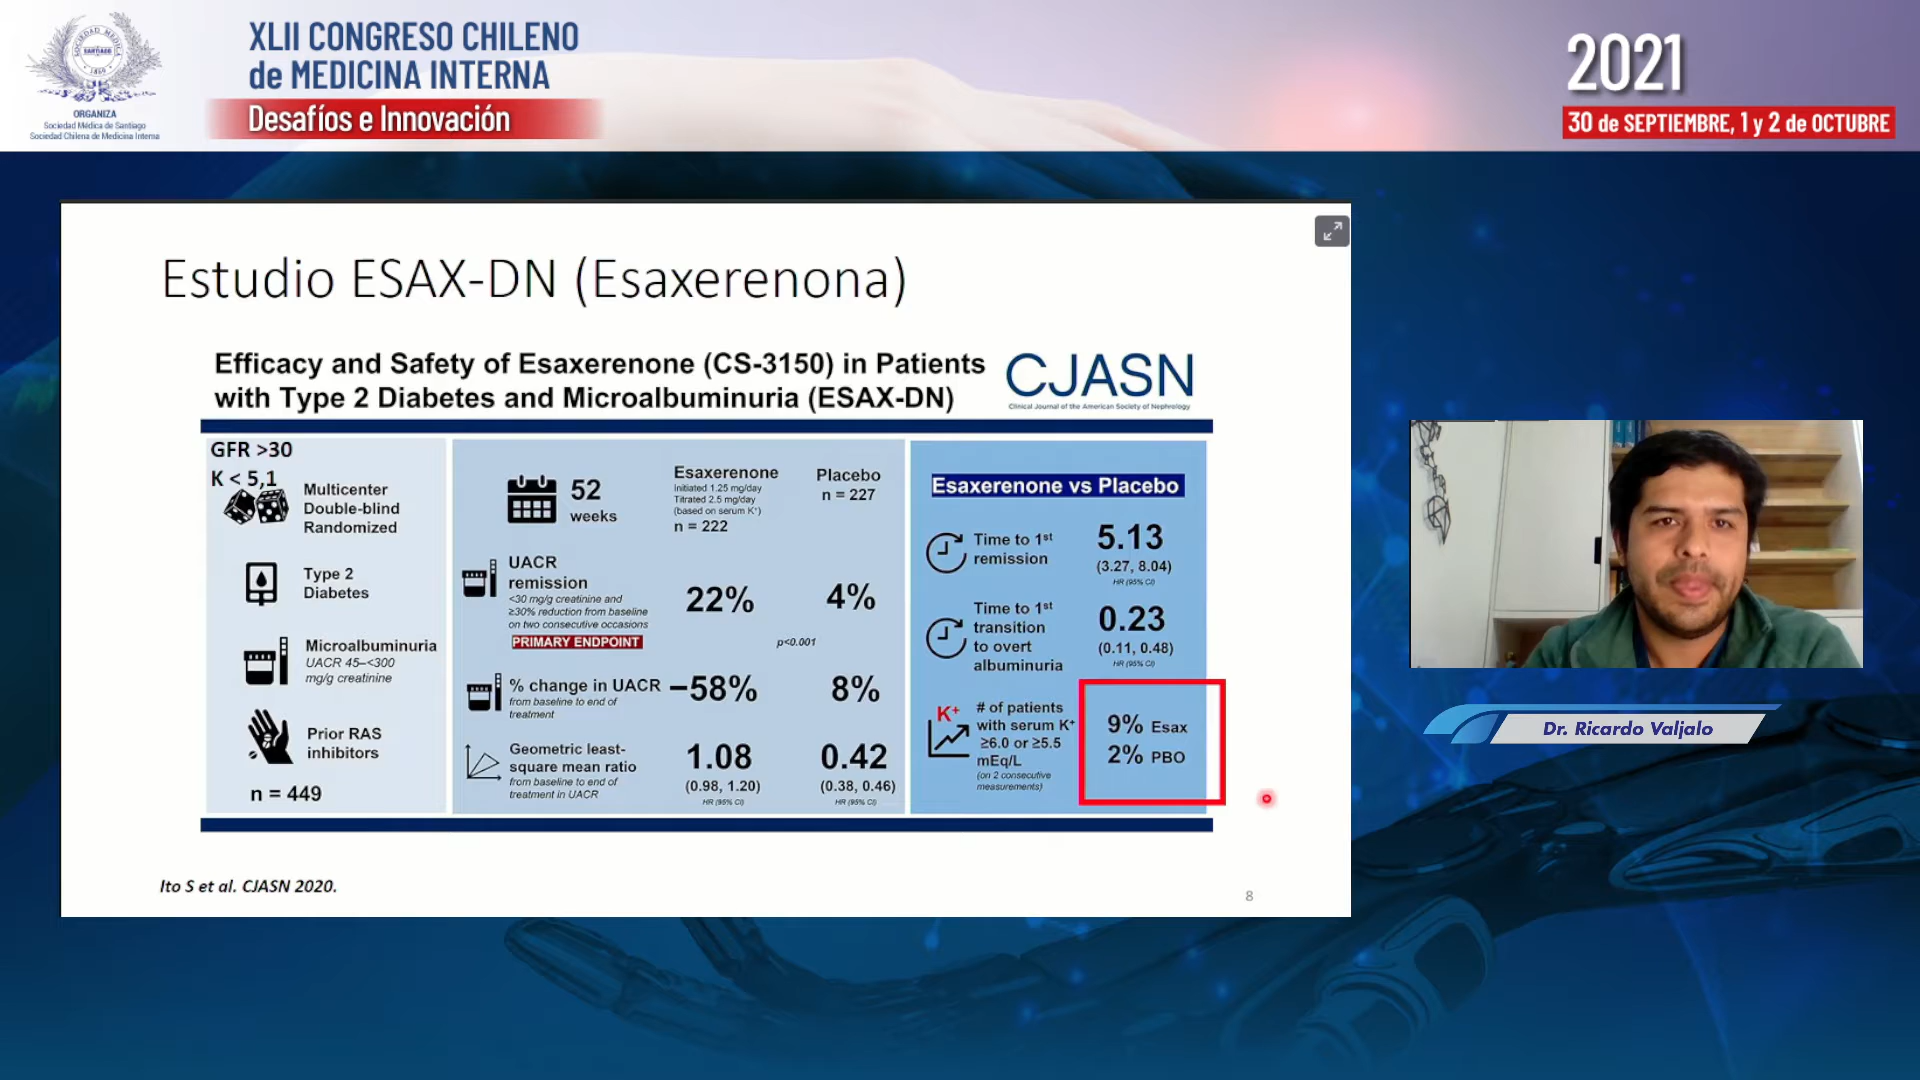 SOCIEDAD MEDICA
SANTIAGO
1869
ORGANIZA
Sociedad Médica de Santiago
Sociedad Chilena de Medicina Interna
XLII CONGRESO CHILENO
de MEDICINA INTERNA
Desafíos e Innovación
2021
30 de SEPTIEMBRE, 1 y 2 de OCTUBRE
Estudio ESAX-DN (Esaxerenona)
Efficacy and Safety of Esaxerenone (CS-3150) in Patients
with Type 2 Diabetes and Microalbuminuria (ESAX-DN)
CJASN
Clinical Journal of the American Society of Nephrology
GFR >30
K < 5,1
Multicenter
Double-blind
Randomized
Type 2
Diabetes
Microalbuminuria
UACR 45–<300
mg/g creatinine
Prior RAS
inhibitors
n = 449
52
weeks
Esaxerenone
Initiated 1.25 mg/day
Titrated 2.5 mg/day
(based on serum K⁺)
n = 222
Placebo
n = 227
UACR
remission
<30 mg/g creatinine and
≥30% reduction from baseline
on two consecutive occasions
PRIMARY ENDPOINT
22%
4%
p<0.001
% change in UACR
from baseline to end of
treatment
–58%
8%
Geometric least-
square mean ratio
from baseline to end of
treatment in UACR
1.08
(0.98, 1.20)
HR (95% CI)
0.42
(0.38, 0.46)
HR (95% CI)
Esaxerenone vs Placebo
Time to 1st
remission
5.13
(3.27, 8.04)
HR (95% CI)
Time to 1st
transition
to overt
albuminuria
0.23
(0.11, 0.48)
HR (95% CI)
K⁺
# of patients
with serum K⁺
≥6.0 or ≥5.5
mEq/L
(on 2 consecutive
measurements)
9% Esax
2% PBO
Ito S et al. CJASN 2020.
8
Dr. Ricardo Valjalo